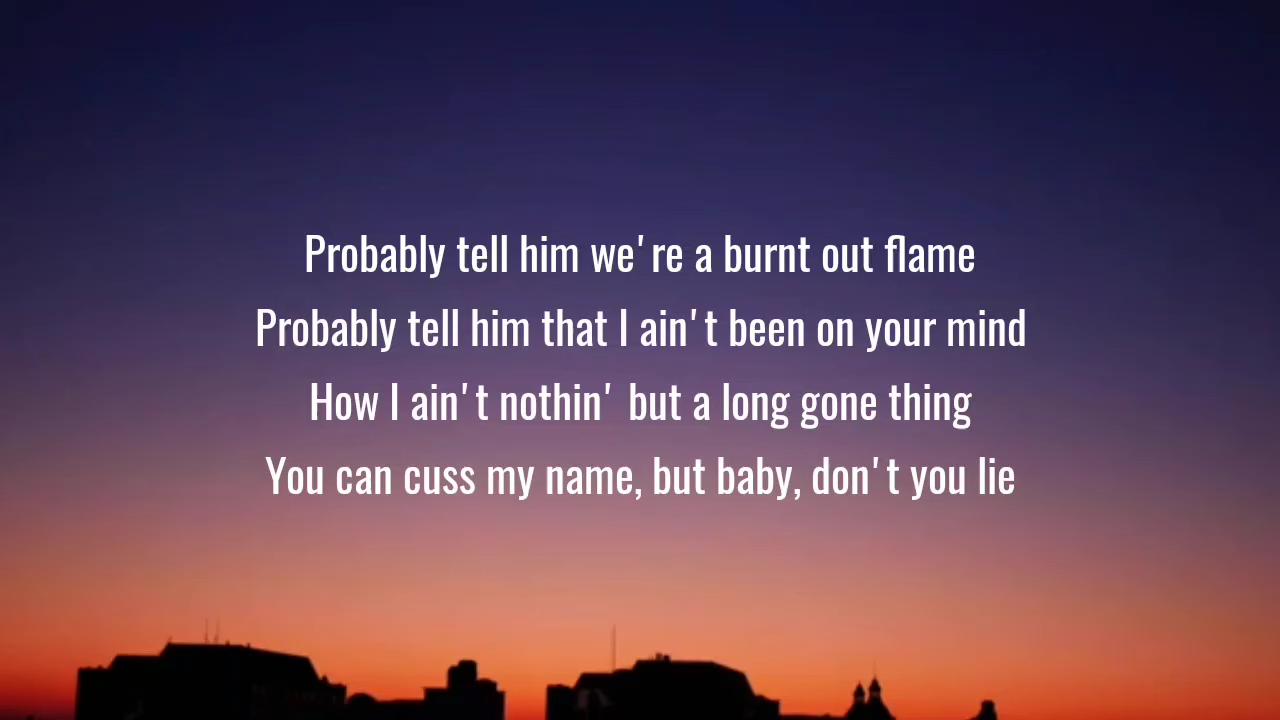 Probably tell him we're a burnt out flame
Probably tell him that I ain't been on your mind
How I ain't nothin' but a long gone thing
You can cuss my name, but baby, don't you lie